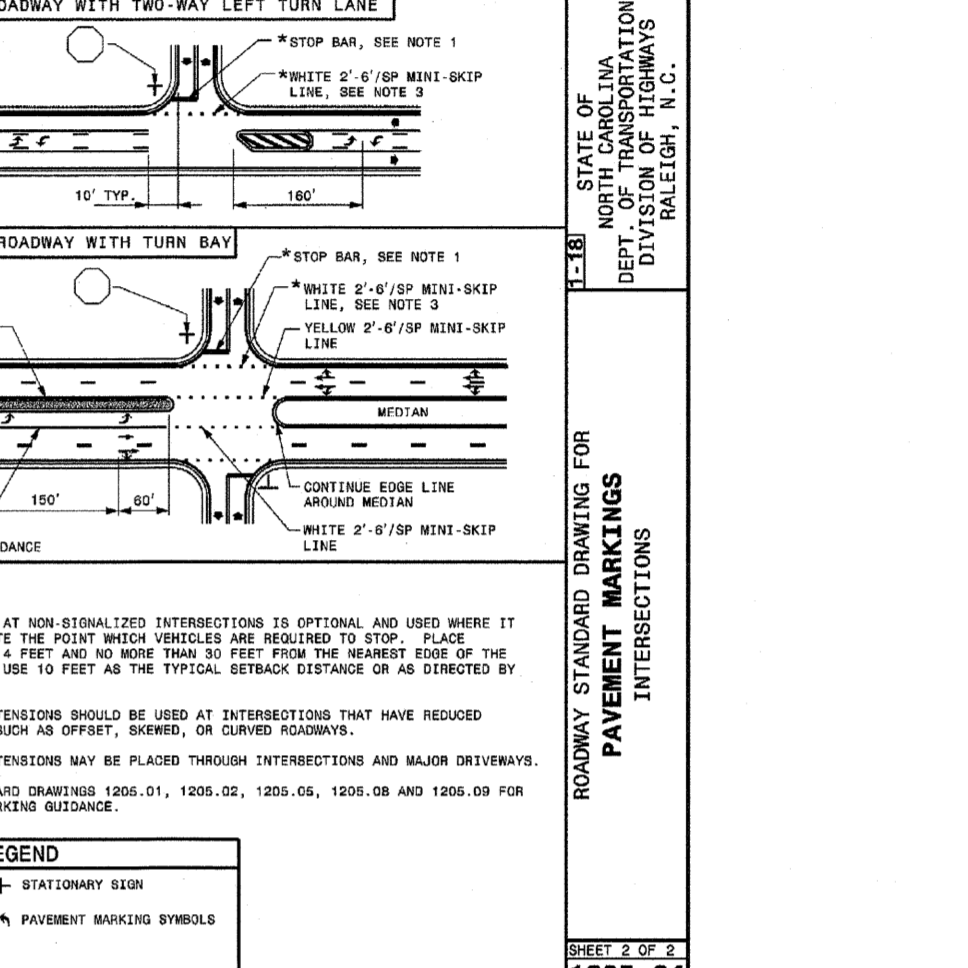 OADWAY WITH TWO-WAY LEFT TURN LANE
*STOP BAR, SEE NOTE 1
*WHITE 2'-6'/SP MINI-SKIP
LINE, SEE NOTE 3
10' TYP.
160'
ROADWAY WITH TURN BAY
*STOP BAR, SEE NOTE 1
*WHITE 2'-6'/SP MINI-SKIP
LINE, SEE NOTE 3
YELLOW 2'-6'/SP MINI-SKIP
LINE
MEDIAN
150'
60'
CONTINUE EDGE LINE
AROUND MEDIAN
WHITE 2'-6'/SP MINI-SKIP
LINE
DANCE
AT NON-SIGNALIZED INTERSECTIONS IS OPTIONAL AND USED WHERE IT
TE THE POINT WHICH VEHICLES ARE REQUIRED TO STOP. PLACE
4 FEET AND NO MORE THAN 30 FEET FROM THE NEAREST EDGE OF THE
USE 10 FEET AS THE TYPICAL SETBACK DISTANCE OR AS DIRECTED BY
TENSIONS SHOULD BE USED AT INTERSECTIONS THAT HAVE REDUCED
SUCH AS OFFSET, SKEWED, OR CURVED ROADWAYS.
TENSIONS MAY BE PLACED THROUGH INTERSECTIONS AND MAJOR DRIVEWAYS.
ARD DRAWINGS 1205.01, 1205.02, 1205.05, 1205.08 AND 1205.09 FOR
RKING GUIDANCE.
EGEND
STATIONARY SIGN
PAVEMENT MARKING SYMBOLS
1-18
STATE OF
NORTH CAROLINA
DEPT. OF TRANSPORTATION
DIVISION OF HIGHWAYS
RALEIGH, N.C.
ROADWAY STANDARD DRAWING FOR
PAVEMENT MARKINGS
INTERSECTIONS
SHEET 2 OF 2